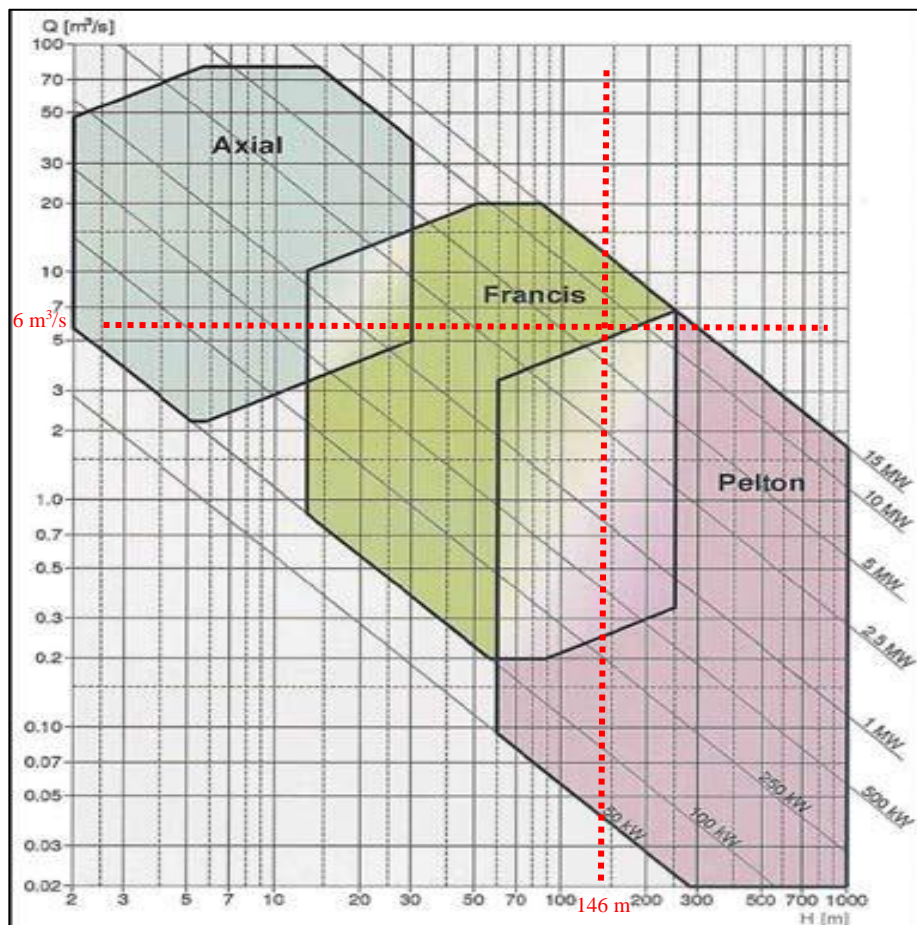 Q [m³/s]
100
70
50
30
20
10
7
6 m³/s
5
3
2
1.0
0.7
0.5
0.3
0.2
0.10
0.07
0.05
0.03
0.02
Axial
Francis
Pelton
15 MW
10 MW
5 MW
2.5 MW
1 MW
500 kW
250 kW
100 kW
50 kW
2 3 5 7 10 20 30 50 70 100 200 300 500 700 1000
146 m
H [m]